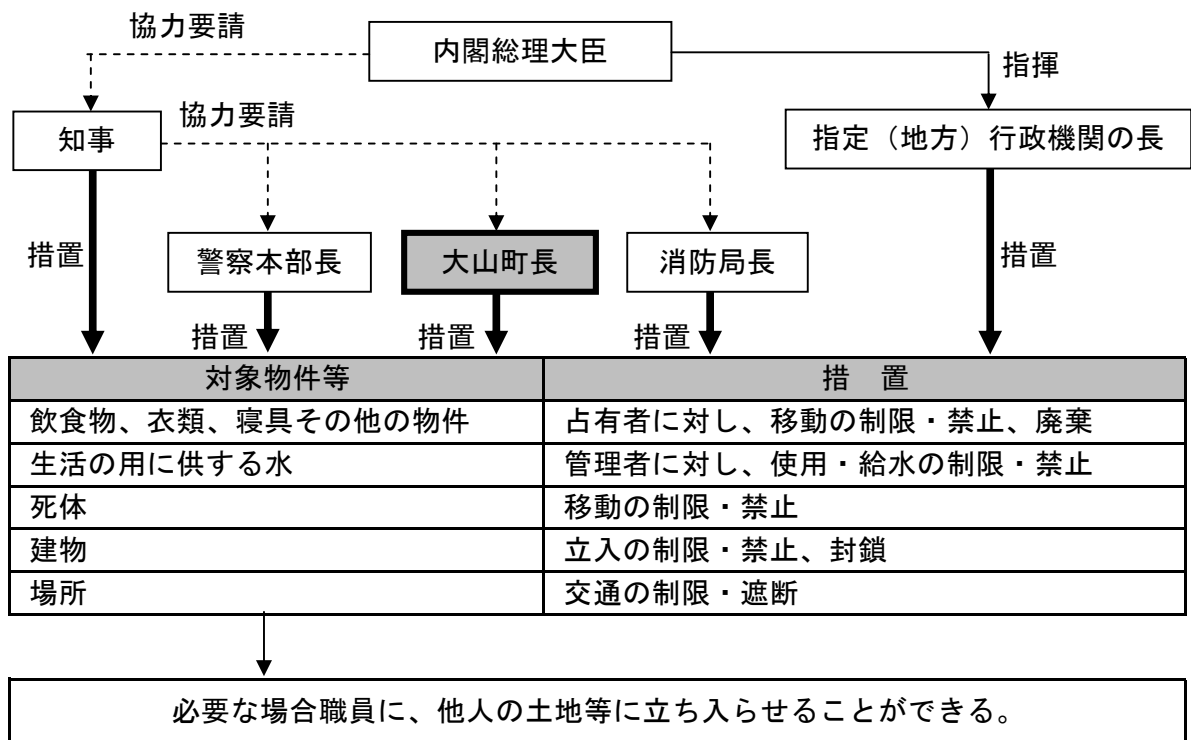 協力要請
内閣総理大臣
指揮
協力要請
知事
指定（地方）行政機関の長
措置
警察本部長
大山町長
消防局長
措置
措置
措置
措置
対象物件等 措　置
飲食物、衣類、寝具その他の物件 占有者に対し、移動の制限・禁止、廃棄
生活の用に供する水 管理者に対し、使用・給水の制限・禁止
死体 移動の制限・禁止
建物 立入の制限・禁止、封鎖
場所 交通の制限・遮断
必要な場合職員に、他人の土地等に立ち入らせることができる。